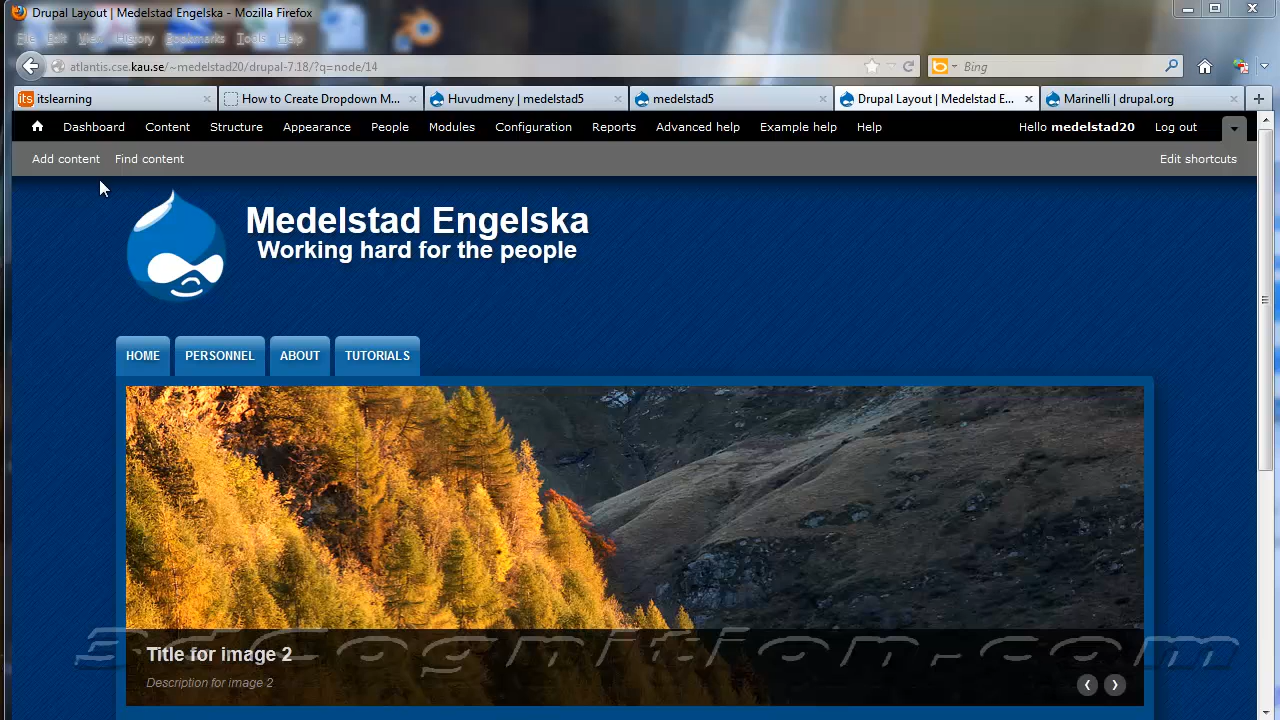 Drupal Layout | Medelstad Engelska - Mozilla Firefox
File Edit View History Bookmarks Tools Help
atlantis.cse.kau.se/~medelstad20/drupal-7.18/?q=node/14 Bing
its itslearning How to Create Dropdown M... Huvudmeny | medelstad5 medelstad5 Drupal Layout | Medelstad E... Marinelli | drupal.org
Dashboard Content Structure Appearance People Modules Configuration Reports Advanced help Example help Help Hello medelstad20 Log out
Add content Find content Edit shortcuts
Medelstad Engelska
Working hard for the people
HOME PERSONNEL ABOUT TUTORIALS
3dCognition-com
Title for image 2
Description for image 2